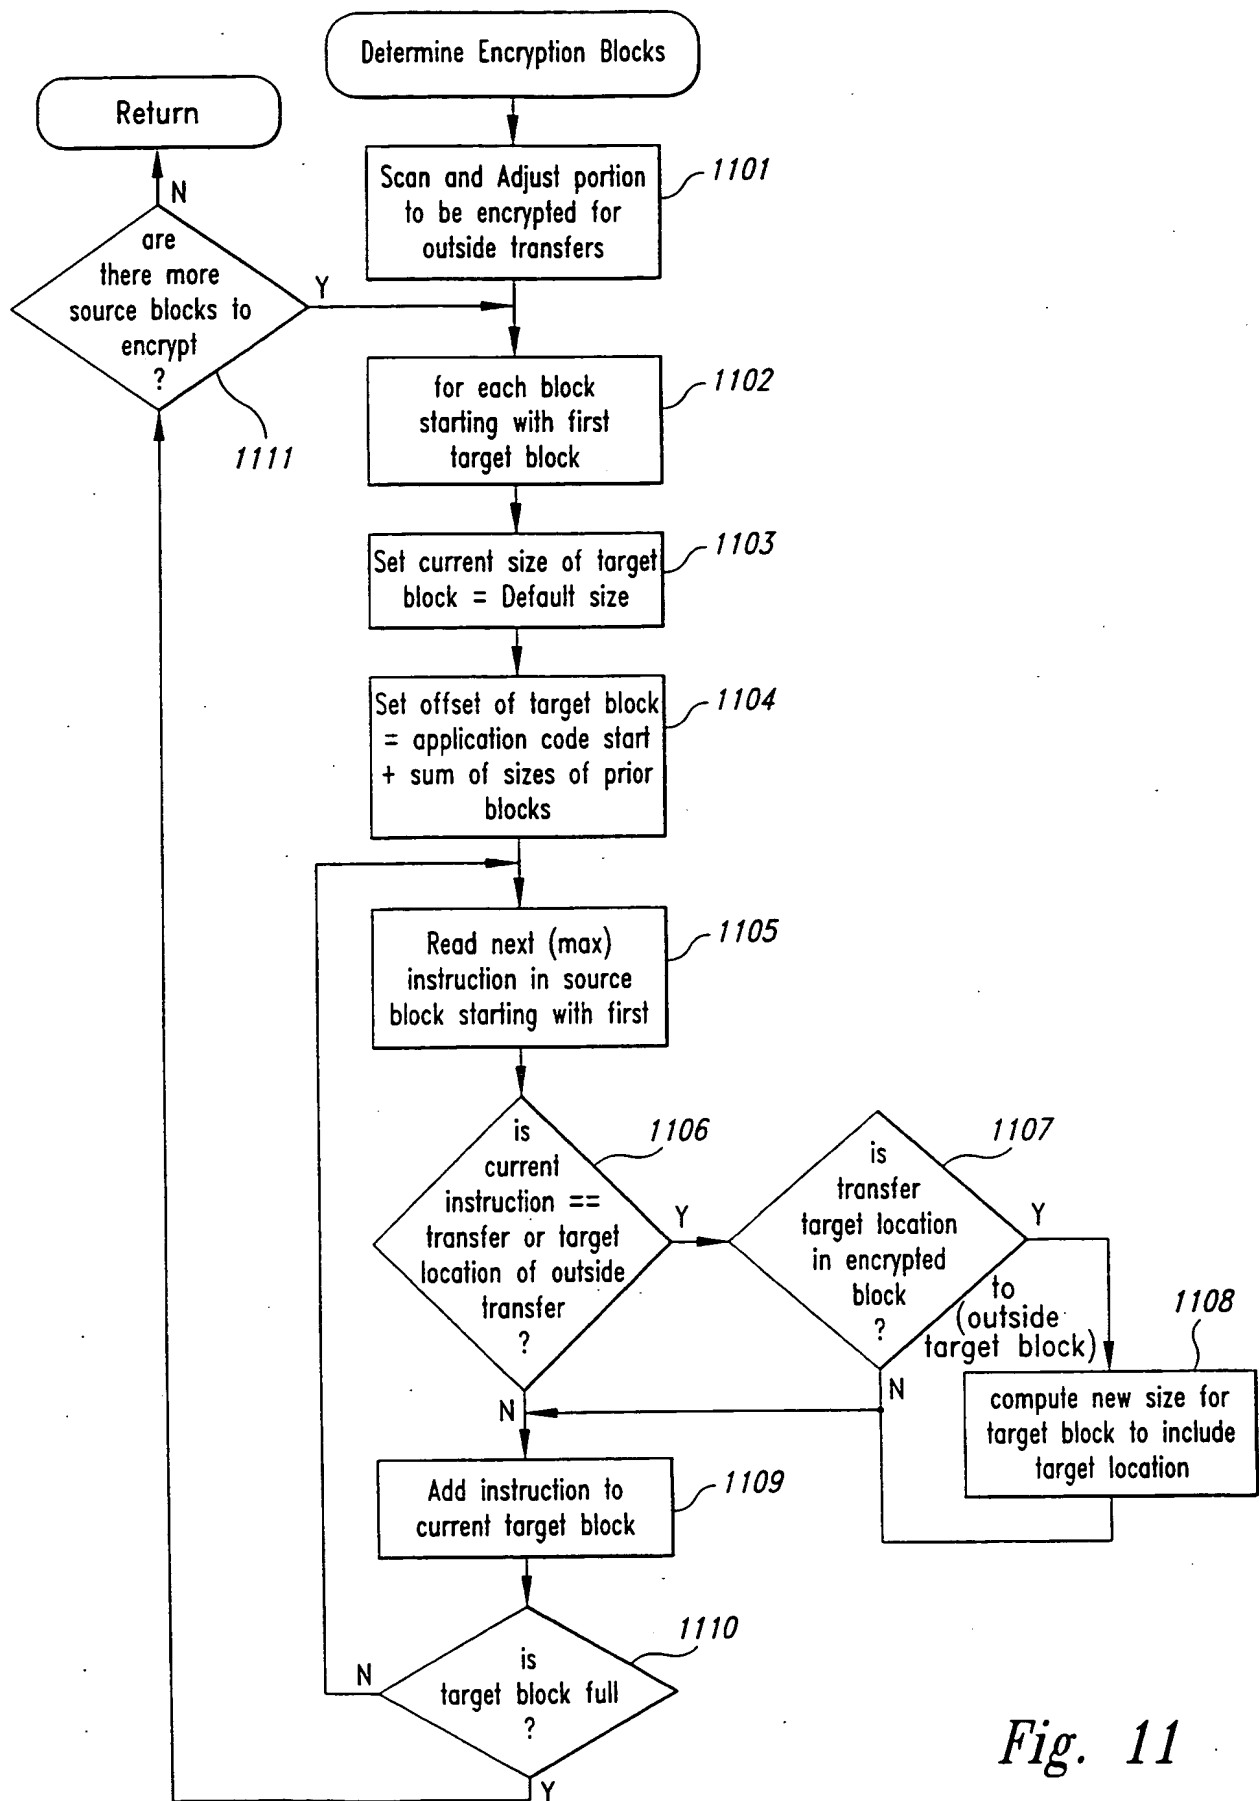 Determine Encryption Blocks
Return
Scan and Adjust portion
to be encrypted for
outside transfers
1101
N
are
there more
source blocks to
encrypt
?
Y
1111
for each block
starting with first
target block
1102
Set current size of target
block = Default size
1103
Set offset of target block
= application code start
+ sum of sizes of prior
blocks
1104
Read next (max)
instruction in source
block starting with first
1105
is
current
instruction ==
transfer or target
location of outside
transfer
?
1106
Y
N
is
transfer
target location
in encrypted
block
?
1107
Y
to
(outside
target block)
N
1108
compute new size for
target block to include
target location
Add instruction to
current target block
1109
is
target block full
?
1110
N
Y
Fig. 11